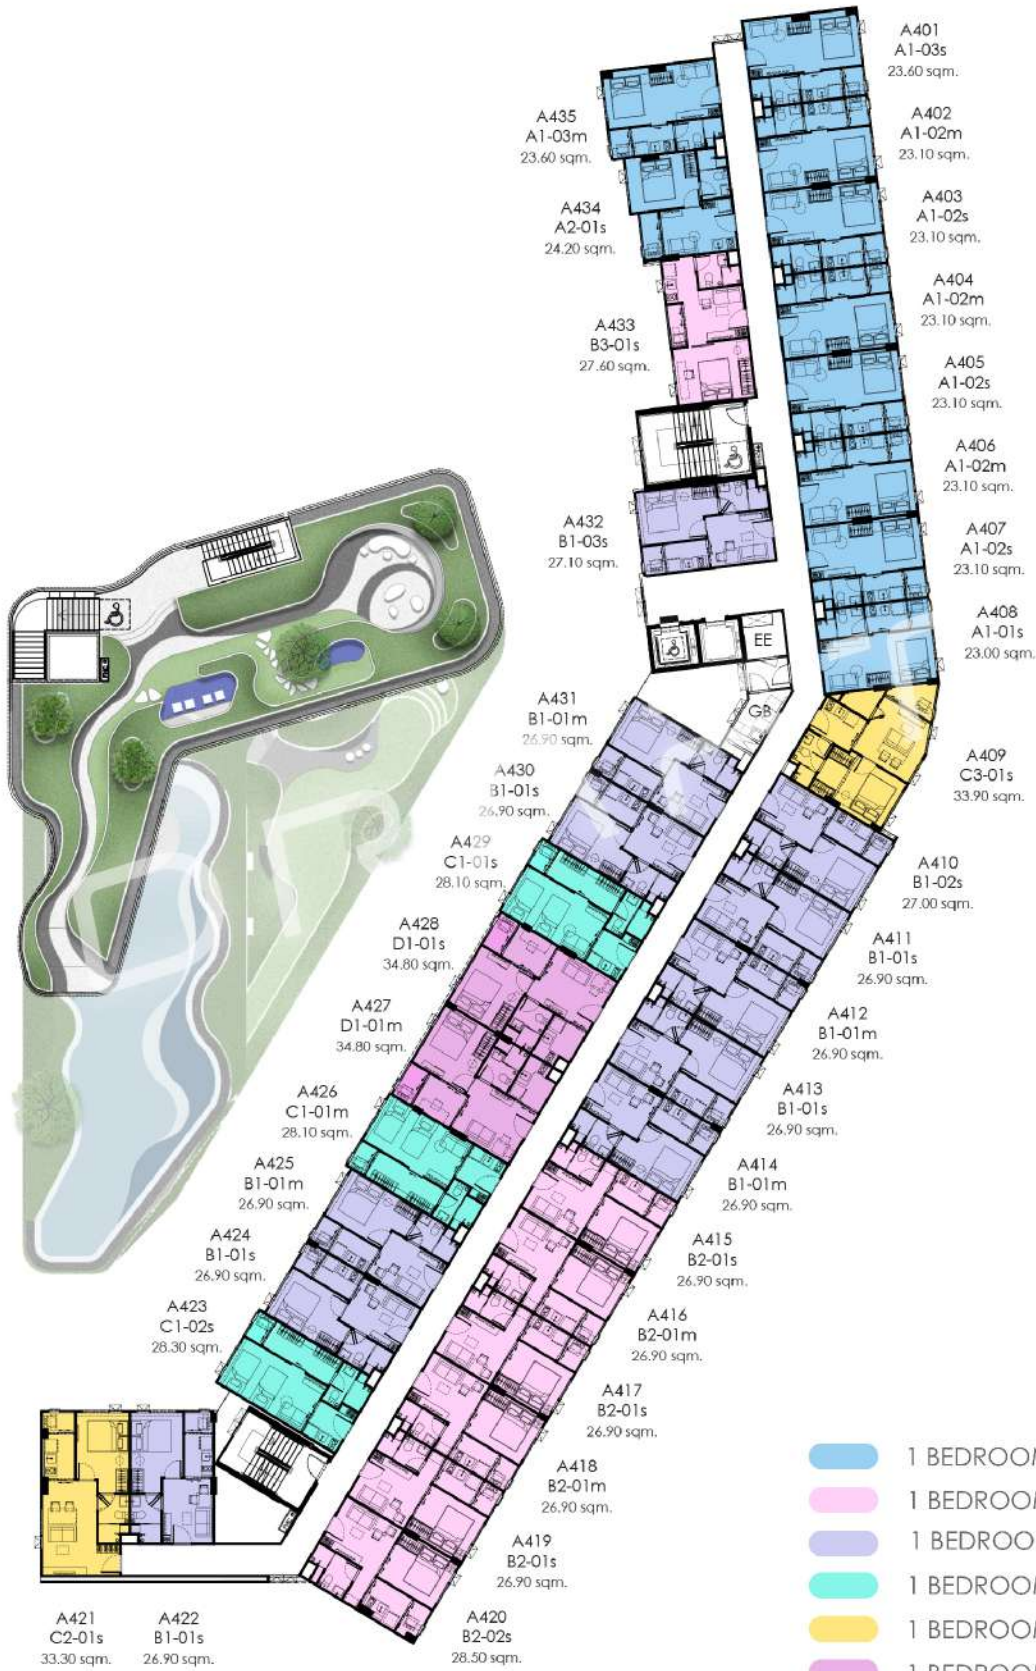 A401
A1-03s
23.60 sqm.
A402
A1-02m
23.10 sqm.
A403
A1-02s
23.10 sqm.
A404
A1-02m
23.10 sqm.
A405
A1-02s
23.10 sqm.
A406
A1-02m
23.10 sqm.
A407
A1-02s
23.10 sqm.
A408
A1-01s
23.00 sqm.
A409
C3-01s
33.90 sqm.
A410
B1-02s
27.00 sqm.
A411
B1-01s
26.90 sqm.
A412
B1-01m
26.90 sqm.
A413
B1-01s
26.90 sqm.
A414
B1-01m
26.90 sqm.
A415
B2-01s
26.90 sqm.
A416
B2-01m
26.90 sqm.
A417
B2-01s
26.90 sqm.
A418
B2-01m
26.90 sqm.
A419
B2-01s
26.90 sqm.
A420
B2-02s
28.50 sqm.
A421
C2-01s
33.30 sqm.
A422
B1-01s
26.90 sqm.
A423
C1-02s
28.30 sqm.
A424
B1-01s
26.90 sqm.
A425
B1-01m
26.90 sqm.
A426
C1-01m
28.10 sqm.
A427
D1-01m
34.80 sqm.
A428
D1-01s
34.80 sqm.
A429
C1-01s
28.10 sqm.
A430
B1-01s
26.90 sqm.
A431
B1-01m
26.90 sqm.
A432
B1-03s
27.10 sqm.
A433
B3-01s
27.60 sqm.
A434
A2-01s
24.20 sqm.
A435
A1-03m
23.60 sqm.
EE
GB
1 BEDROOM
1 BEDROOM
1 BEDROO
1 BEDROOM
1 BEDROOM
1 BEDROOM